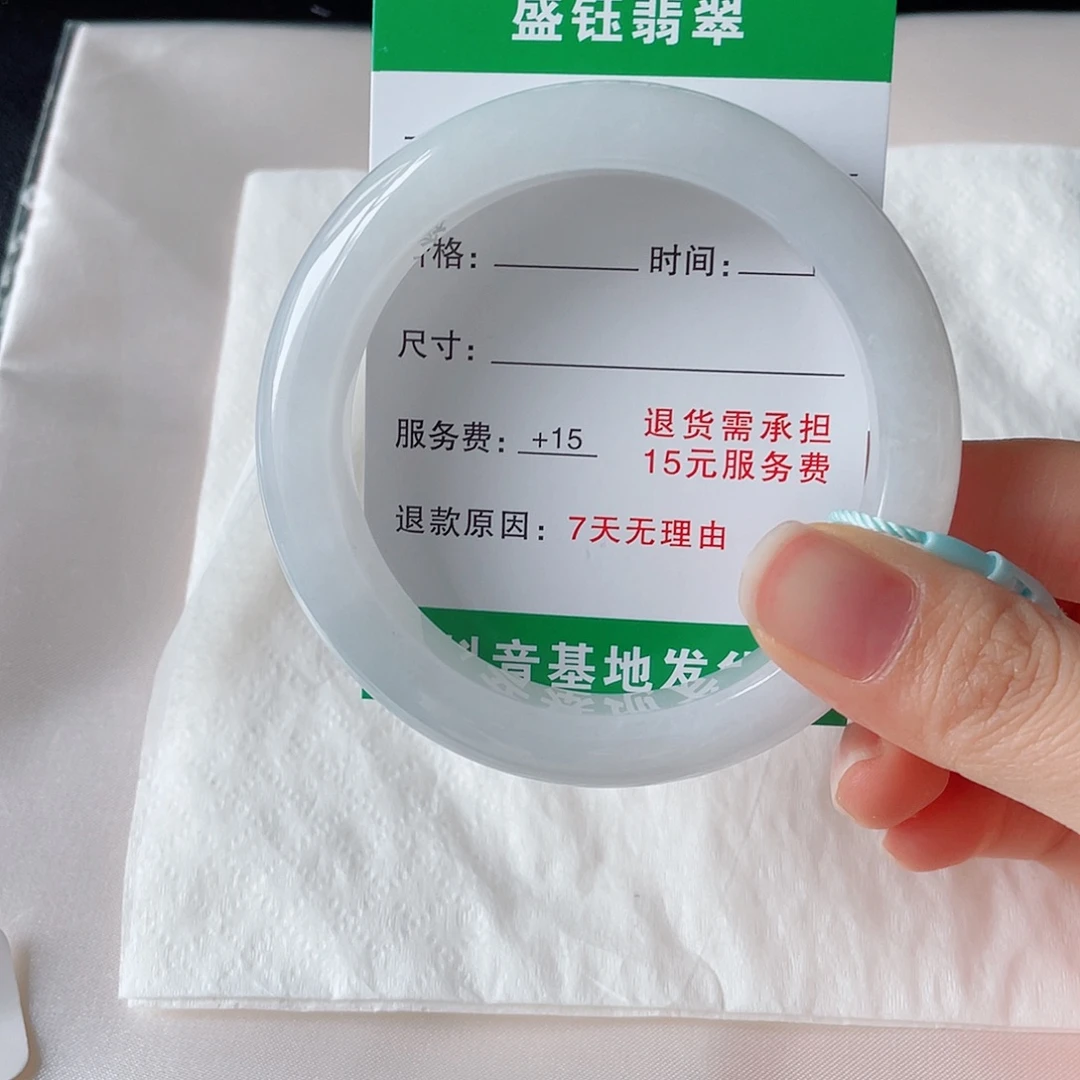 盛钰翡翠
格： 时间：
尺寸：
服务费： +15 退货需承担
15元服务费
退款原因： 7天无理由
抖音基地发货